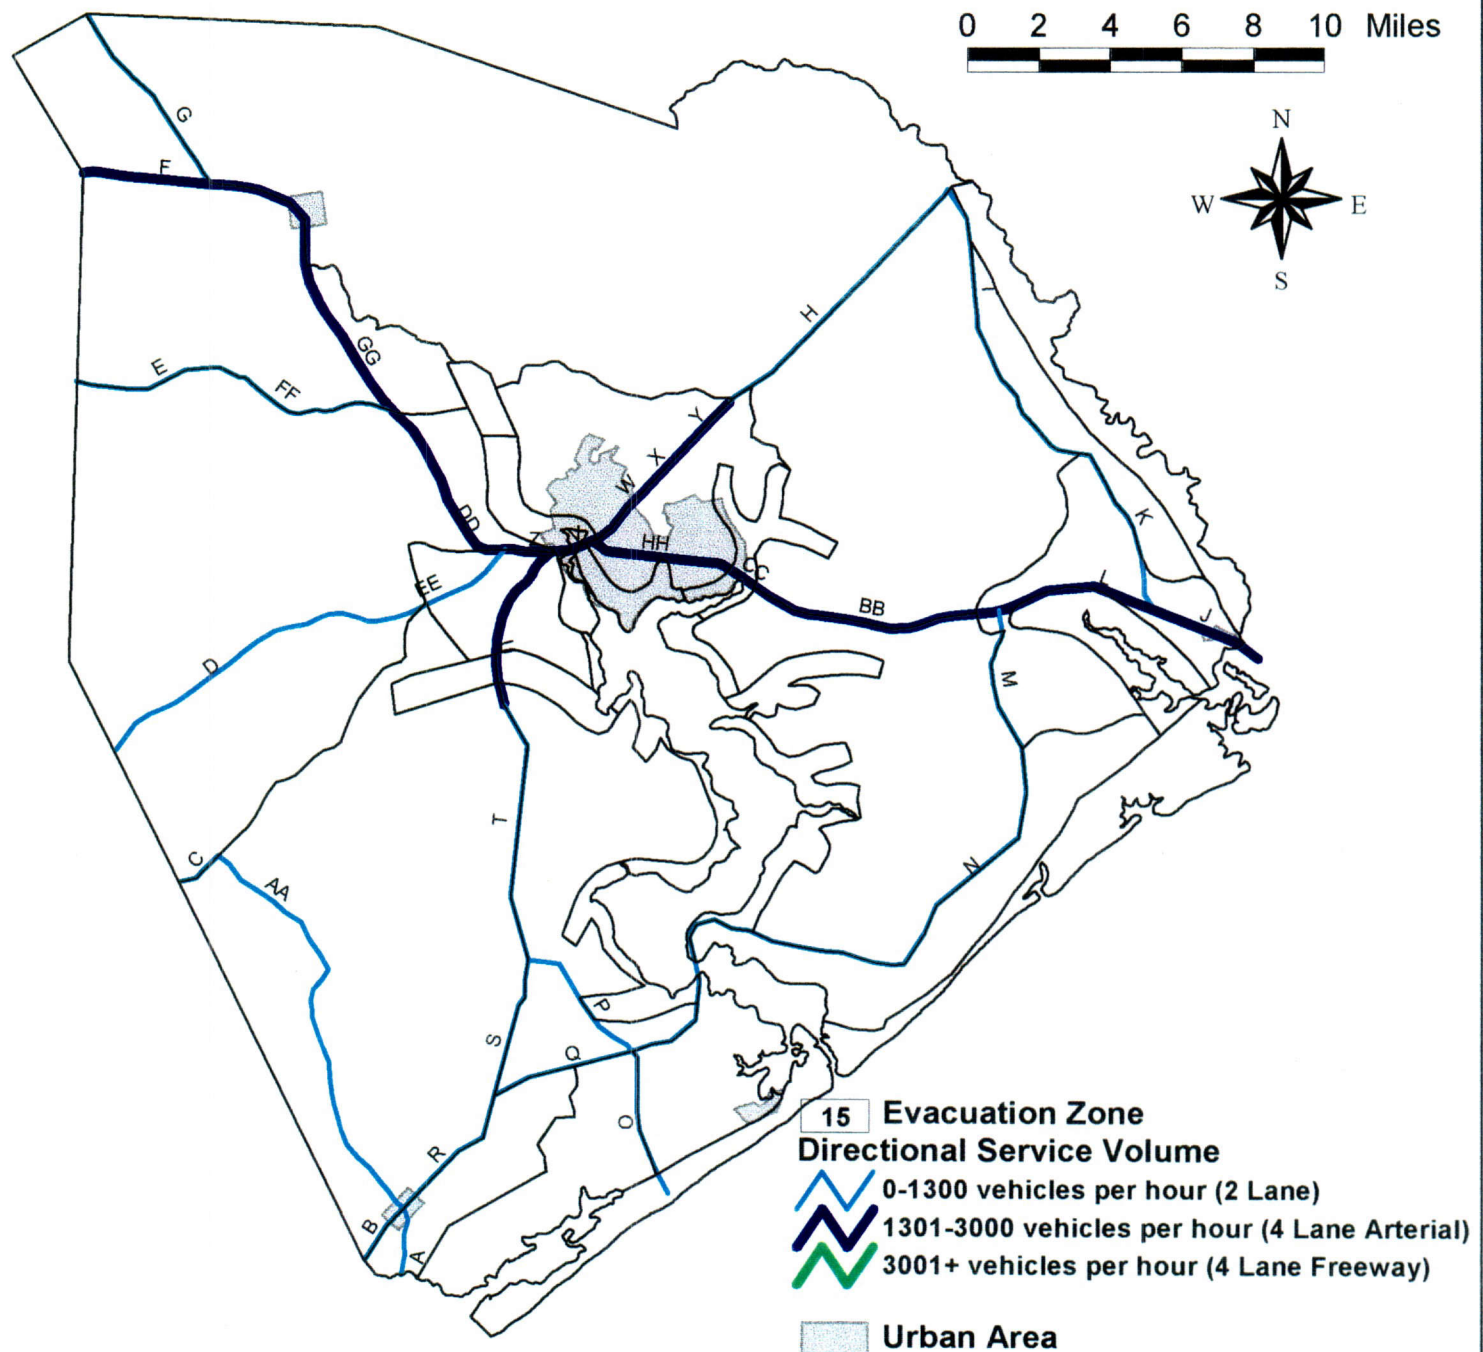 0 2 4 6 8 10 Miles
N
W E
S
G
F
H
I
GG
E
FF
Y
X
W
DD
K
Z
HH
CC
EE
L
BB
J
U
D
M
T
C
AA
N
P
S
Q
O
R
B
A
15 Evacuation Zone
Directional Service Volume
0-1300 vehicles per hour (2 Lane)
1301-3000 vehicles per hour (4 Lane Arterial)
3001+ vehicles per hour (4 Lane Freeway)
Urban Area